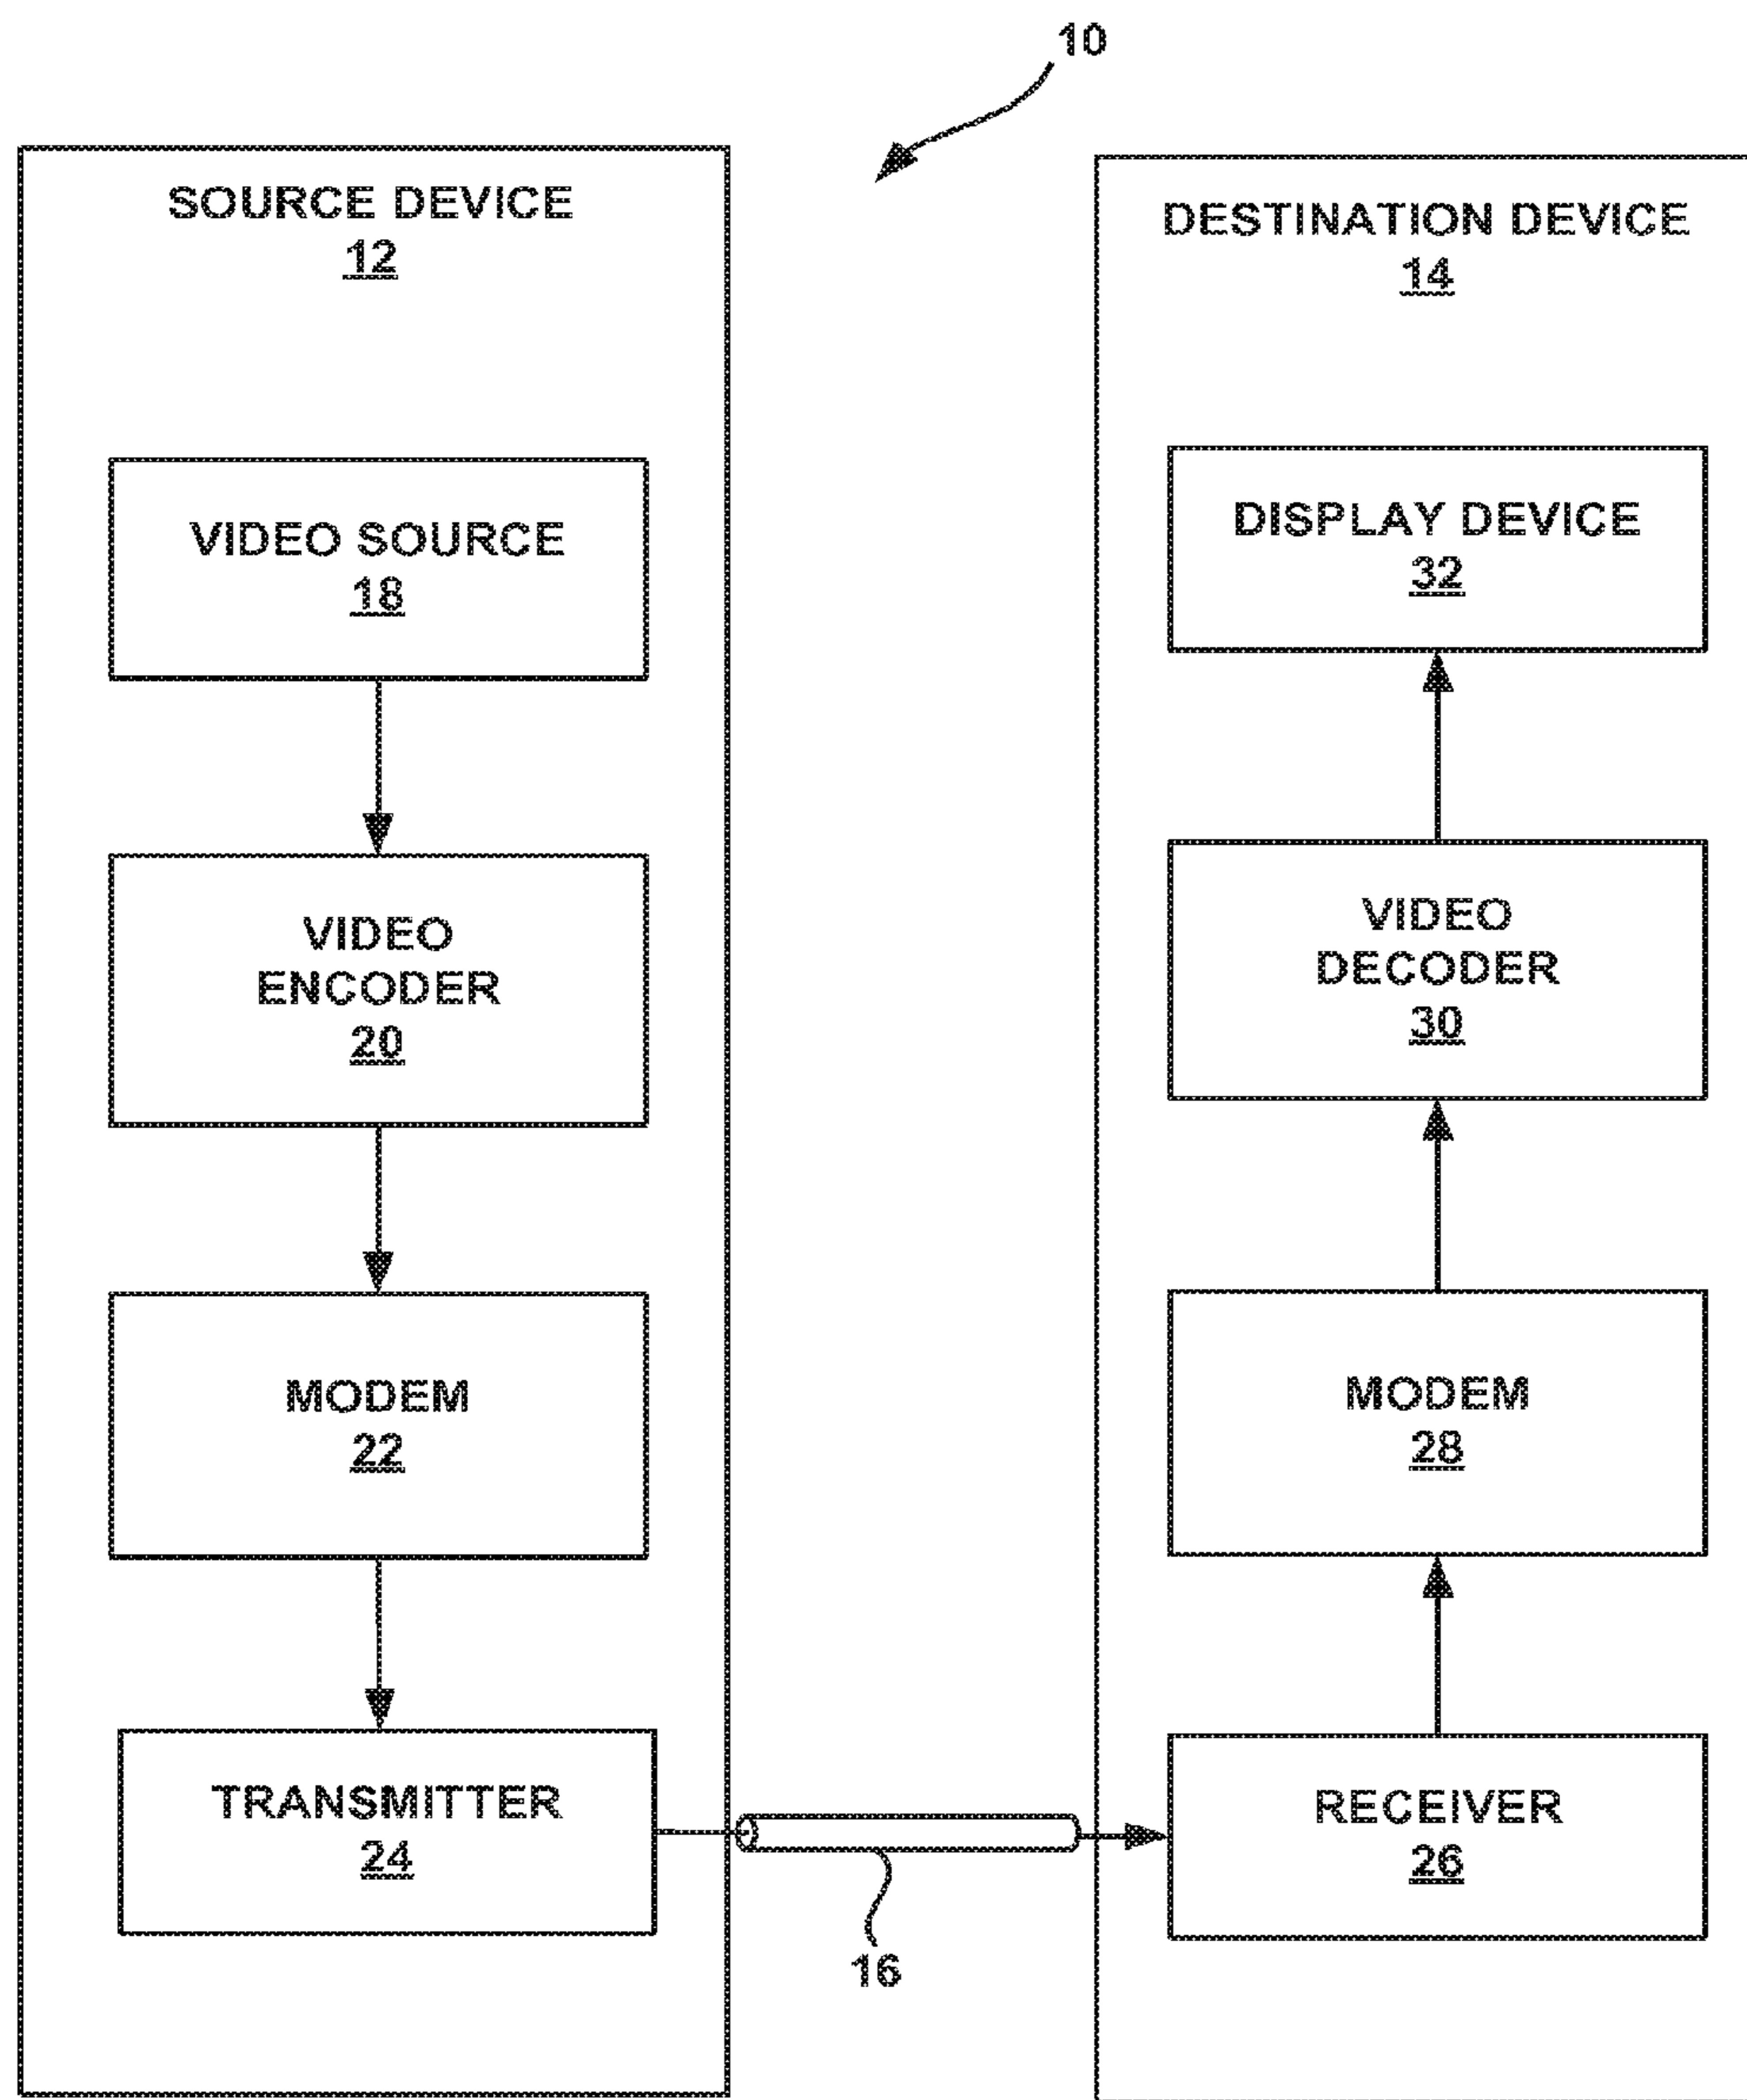 10
SOURCE DEVICE
12
VIDEO SOURCE
18
VIDEO
ENCODER
20
MODEM
22
TRANSMITTER
24
16
DESTINATION DEVICE
14
DISPLAY DEVICE
32
VIDEO
DECODER
30
MODEM
28
RECEIVER
26